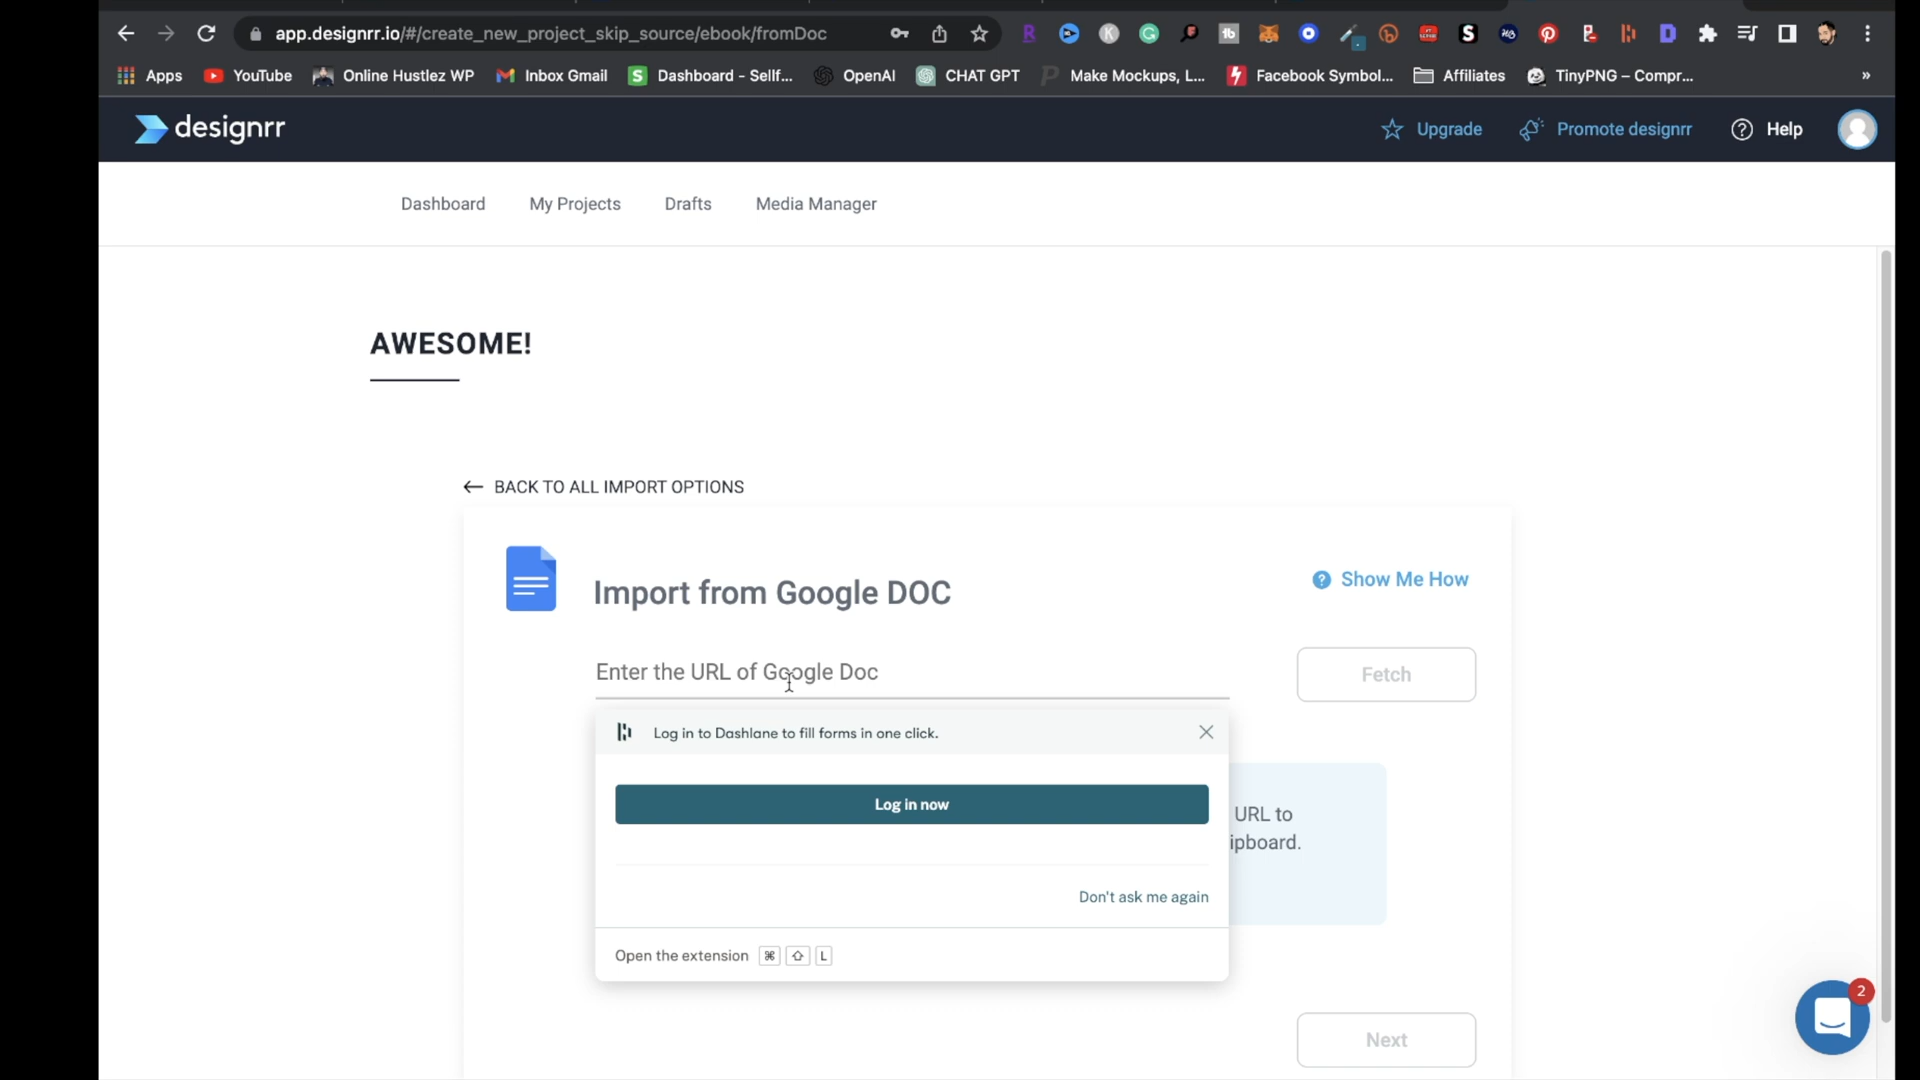 app.designrr.io/#/create_new_project_skip_source/ebook/fromDoc
Apps YouTube Online Hustlez WP Inbox Gmail Dashboard - Sellf... OpenAI CHAT GPT Make Mockups, L... Facebook Symbol... Affiliates TinyPNG – Compr... »
designrr Upgrade Promote designrr Help
Dashboard My Projects Drafts Media Manager
AWESOME!
BACK TO ALL IMPORT OPTIONS
Import from Google DOC
Show Me How
Enter the URL of Google Doc
Fetch
Log in to Dashlane to fill forms in one click.
Log in now
URL to
ipboard.
Don't ask me again
Open the extension ⌘ ⇧ L
2
Next